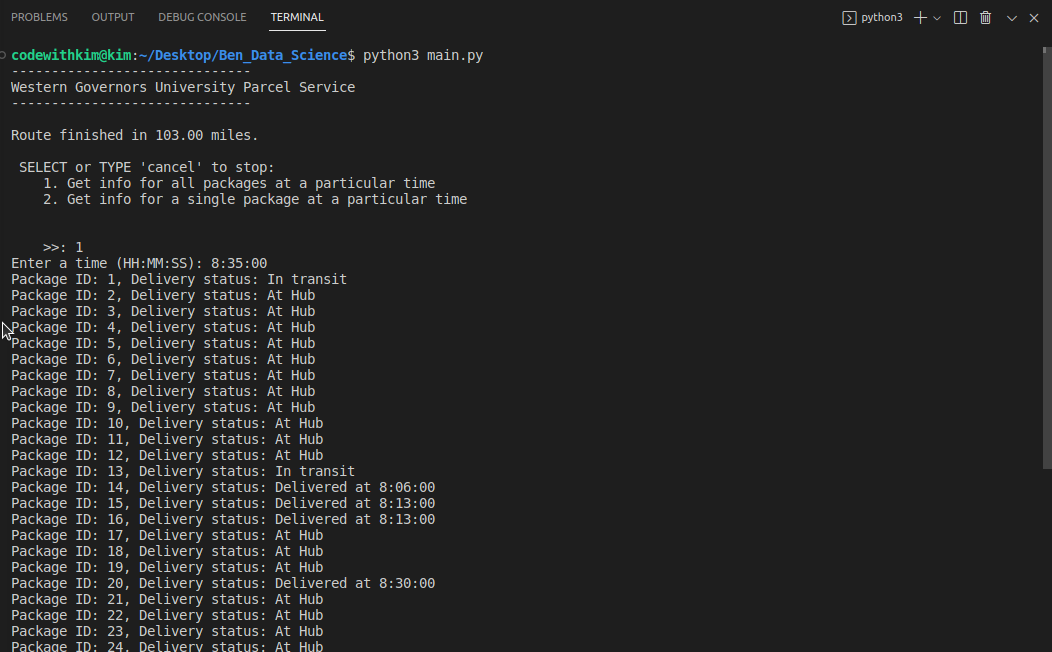 PROBLEMS OUTPUT DEBUG CONSOLE TERMINAL python3
codewithkim@kim:~/Desktop/Ben_Data_Science$ python3 main.py
------------------------------
Western Governors University Parcel Service
------------------------------
Route finished in 103.00 miles.
SELECT or TYPE 'cancel' to stop:
1. Get info for all packages at a particular time
2. Get info for a single package at a particular time
>>: 1
Enter a time (HH:MM:SS): 8:35:00
Package ID: 1, Delivery status: In transit
Package ID: 2, Delivery status: At Hub
Package ID: 3, Delivery status: At Hub
Package ID: 4, Delivery status: At Hub
Package ID: 5, Delivery status: At Hub
Package ID: 6, Delivery status: At Hub
Package ID: 7, Delivery status: At Hub
Package ID: 8, Delivery status: At Hub
Package ID: 9, Delivery status: At Hub
Package ID: 10, Delivery status: At Hub
Package ID: 11, Delivery status: At Hub
Package ID: 12, Delivery status: At Hub
Package ID: 13, Delivery status: In transit
Package ID: 14, Delivery status: Delivered at 8:06:00
Package ID: 15, Delivery status: Delivered at 8:13:00
Package ID: 16, Delivery status: Delivered at 8:13:00
Package ID: 17, Delivery status: At Hub
Package ID: 18, Delivery status: At Hub
Package ID: 19, Delivery status: At Hub
Package ID: 20, Delivery status: Delivered at 8:30:00
Package ID: 21, Delivery status: At Hub
Package ID: 22, Delivery status: At Hub
Package ID: 23, Delivery status: At Hub
Package ID: 24, Delivery status: At Hub